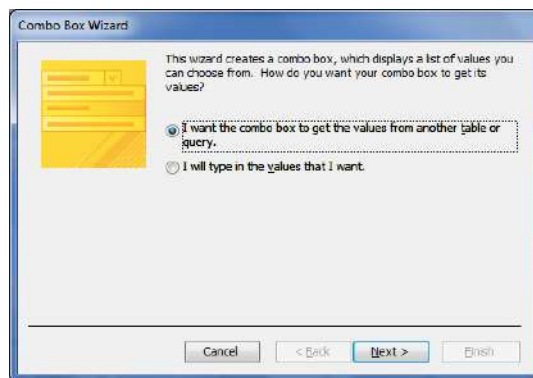 Combo Box Wizard
This wizard creates a combo box, which displays a list of values you
can choose from. How do you want your combo box to get its
values?
I want the combo box to get the values from another table or
query.
I will type in the values that I want.
Cancel
< Back
Next >
Finish